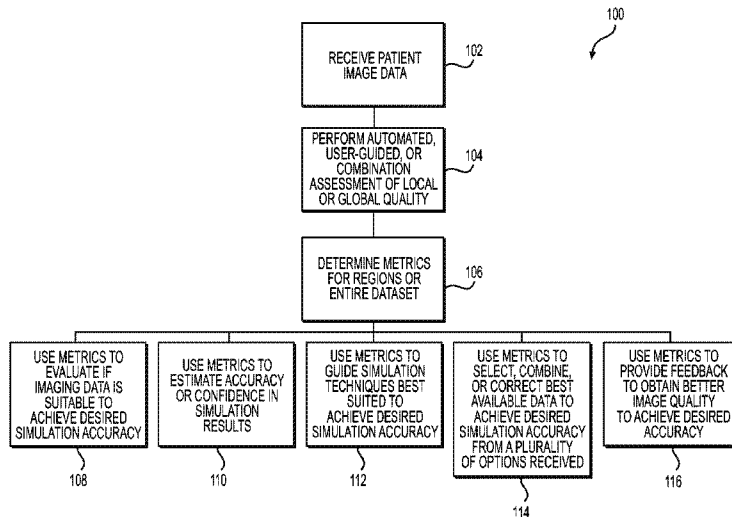 100
RECEIVE PATIENT
IMAGE DATA
102
PERFORM AUTOMATED,
USER-GUIDED, OR
COMBINATION
ASSESSMENT OF LOCAL
OR GLOBAL QUALITY
104
DETERMINE METRICS
FOR REGIONS OR
ENTIRE DATASET
106
USE METRICS TO
EVALUATE IF
IMAGING DATA IS
SUITABLE TO
ACHIEVE DESIRED
SIMULATION ACCURACY
108
USE METRICS TO
ESTIMATE ACCURACY
OR CONFIDENCE IN
SIMULATION
RESULTS
110
USE METRICS TO
GUIDE SIMULATION
TECHNIQUES BEST
SUITED TO
ACHIEVE DESIRED
SIMULATION ACCURACY
112
USE METRICS TO
SELECT, COMBINE,
OR CORRECT BEST
AVAILABLE DATA TO
ACHIEVE DESIRED
SIMULATION ACCURACY
FROM A PLURALITY
OF OPTIONS RECEIVED
114
USE METRICS TO
PROVIDE FEEDBACK
TO OBTAIN BETTER
IMAGE QUALITY
TO ACHIEVE DESIRED
ACCURACY
116